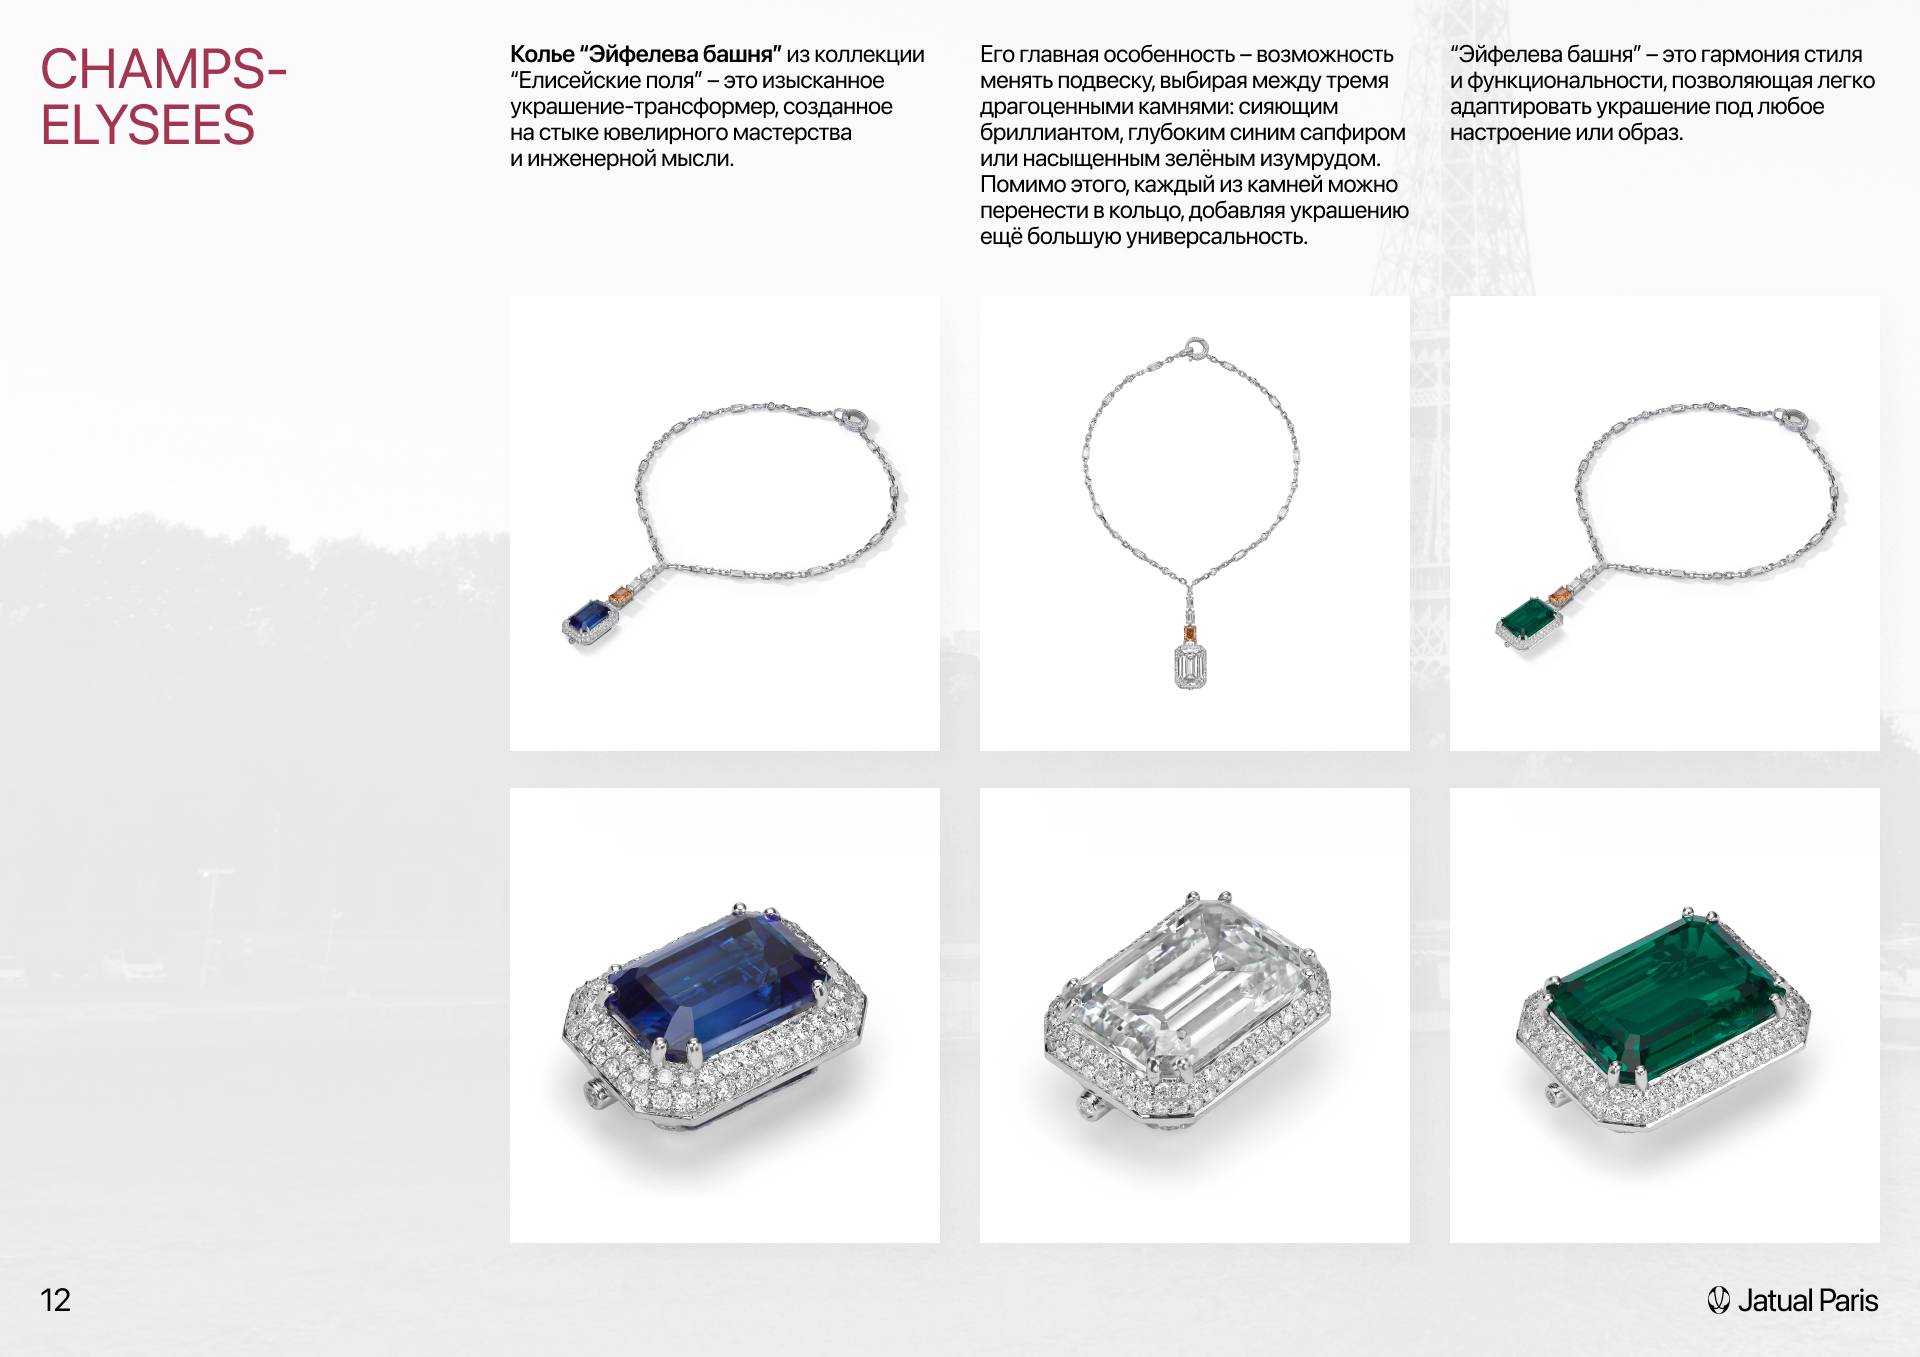 CHAMPS-
ELYSEES
Колье “Эйфелева башня” из коллекции
“Елисейские поля” – это изысканное
украшение-трансформер, созданное
на стыке ювелирного мастерства
и инженерной мысли.
Его главная особенность – возможность
менять подвеску, выбирая между тремя
драгоценными камнями: сияющим
бриллиантом, глубоким синим сапфиром
или насыщенным зелёным изумрудом.
Помимо этого, каждый из камней можно
перенести в кольцо, добавляя украшению
ещё большую универсальность.
“Эйфелева башня” – это гармония стиля
и функциональности, позволяющая легко
адаптировать украшение под любое
настроение или образ.
12
Jatual Paris